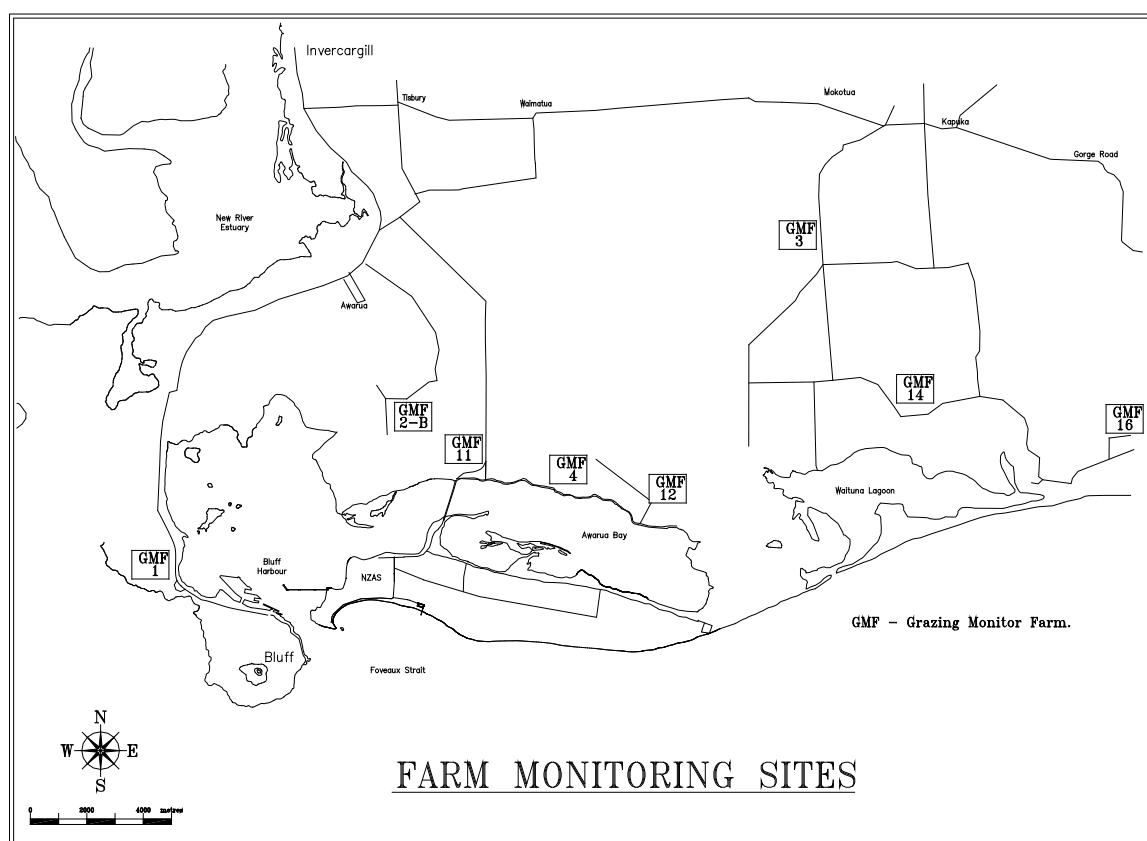 Invercargill
Mokotua
Tisbury
Waimatua
Kapuka
Gorge Road
New River
Estuary
GMF
3
Awarua
GMF
14
GMF
2-B
GMF
16
GMF
11
GMF
4
GMF
12
Waituna Lagoon
Awarua Bay
GMF
1
Bluff
Harbour
NZAS
GMF - Grazing Monitor Farm.
Bluff
Foveaux Strait
N
W E
S
FARM MONITORING SITES
0 2000 4000 metres